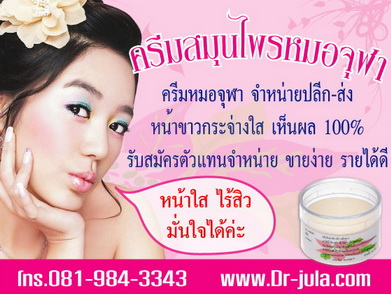 ครีมสมุนไพรหมอจุฬา
ครีมหมอจุฬา จำหน่ายปลีก-ส่ง
หน้าขาวกระจ่างใส เห็นผล 100%
รับสมัครตัวแทนจำหน่าย ขายง่าย รายได้ดี
หน้าใส ไร้สิว
มั่นใจได้ค่ะ
โทร.081-984-3343
www.Dr-jula.com